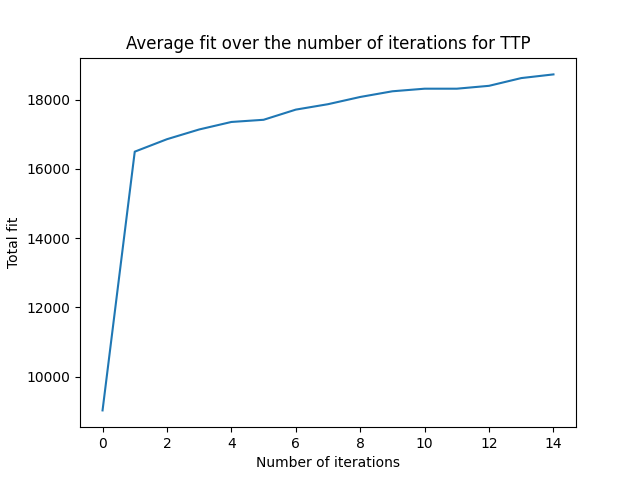 Average fit over the number of iterations for TTP
18000
16000
14000
12000
10000
Total fit
0 2 4 6 8 10 12 14
Number of iterations